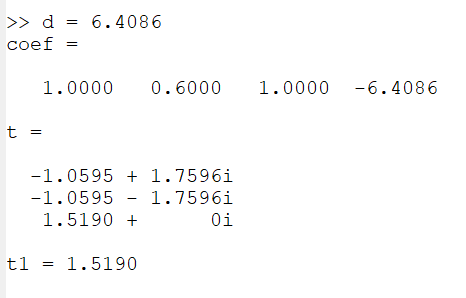 >> d = 6.4086
coef =
1.0000 0.6000 1.0000 -6.4086
t =
-1.0595 + 1.7596i
-1.0595 - 1.7596i
1.5190 + 0i
t1 = 1.5190